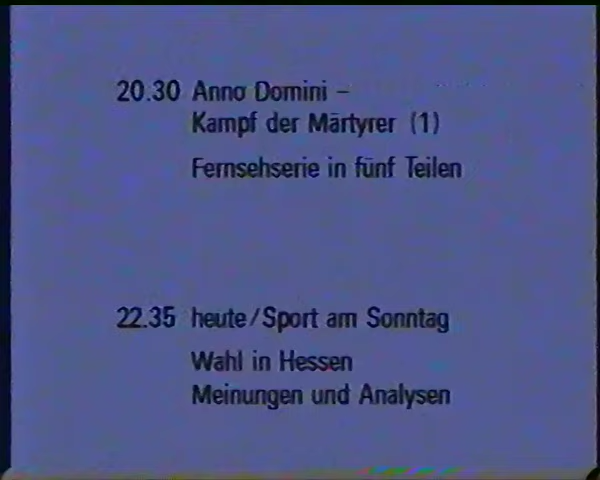 20.30 Anno Domini –
Kampf der Märtyrer (1)
Fernsehserie in fünf Teilen
22.35 heute/Sport am Sonntag
Wahl in Hessen
Meinungen und Analysen